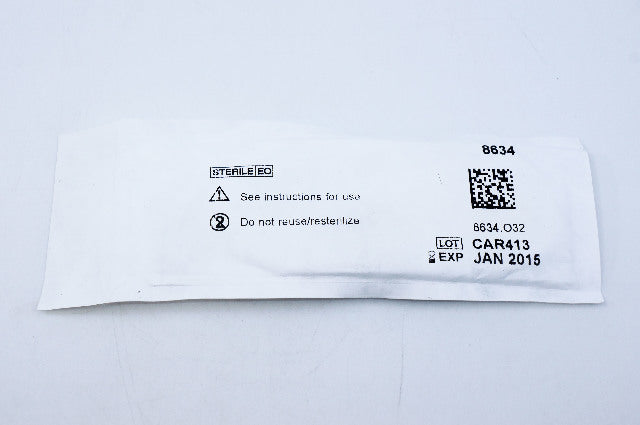 8634
STERILE EO
See instructions for use
Do not reuse/resterilize
8634.O32
LOT CAR413
EXP JAN 2015